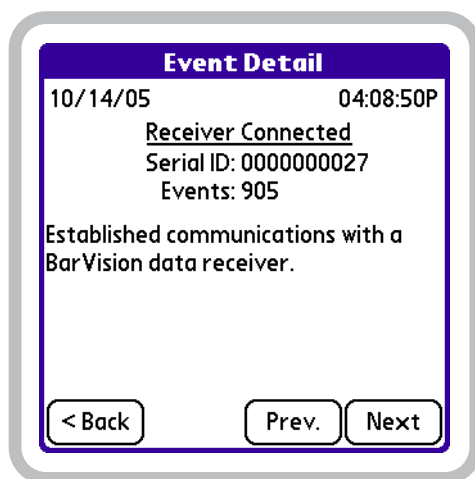 Event Detail
10/14/05 04:08:50P
Receiver Connected
Serial ID: 0000000027
Events: 905
Established communications with a
BarVision data receiver.
< Back Prev. Next